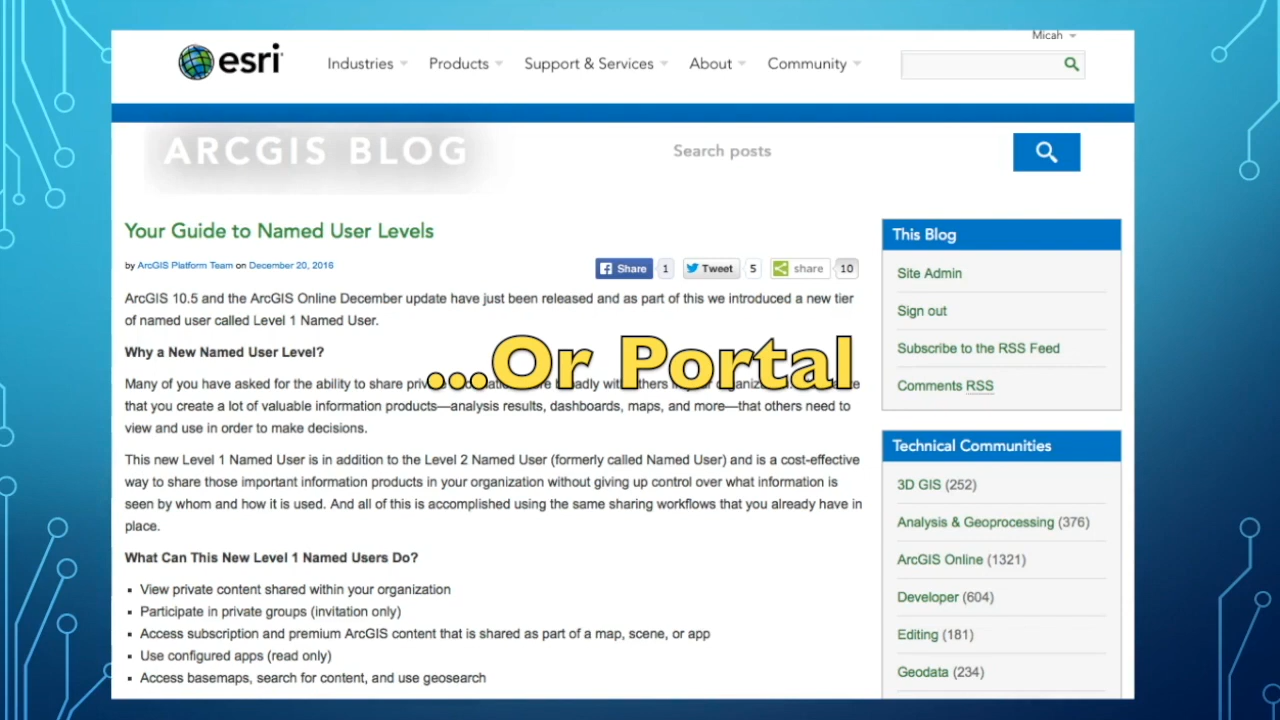 Micah
esri
Industries Products Support & Services About Community
ARCGIS BLOG
Search posts
Your Guide to Named User Levels
by ArcGIS Platform Team on December 20, 2016
Share 1 Tweet 5 share 10
ArcGIS 10.5 and the ArcGIS Online December update have just been released and as part of this we introduced a new tier
of named user called Level 1 Named User.
Why a New Named User Level?
...Or Portal
Many of you have asked for the ability to share with others
that you create a lot of valuable information products—analysis results, dashboards, maps, and more—that others need to
view and use in order to make decisions.
This new Level 1 Named User is in addition to the Level 2 Named User (formerly called Named User) and is a cost-effective
way to share those important information products in your organization without giving up control over what information is
seen by whom and how it is used. And all of this is accomplished using the same sharing workflows that you already have in
place.
What Can This New Level 1 Named Users Do?
▪ View private content shared within your organization
▪ Participate in private groups (invitation only)
▪ Access subscription and premium ArcGIS content that is shared as part of a map, scene, or app
▪ Use configured apps (read only)
▪ Access basemaps, search for content, and use geosearch
This Blog
Site Admin
Sign out
Subscribe to the RSS Feed
Comments RSS
Technical Communities
3D GIS (252)
Analysis & Geoprocessing (376)
ArcGIS Online (1321)
Developer (604)
Editing (181)
Geodata (234)